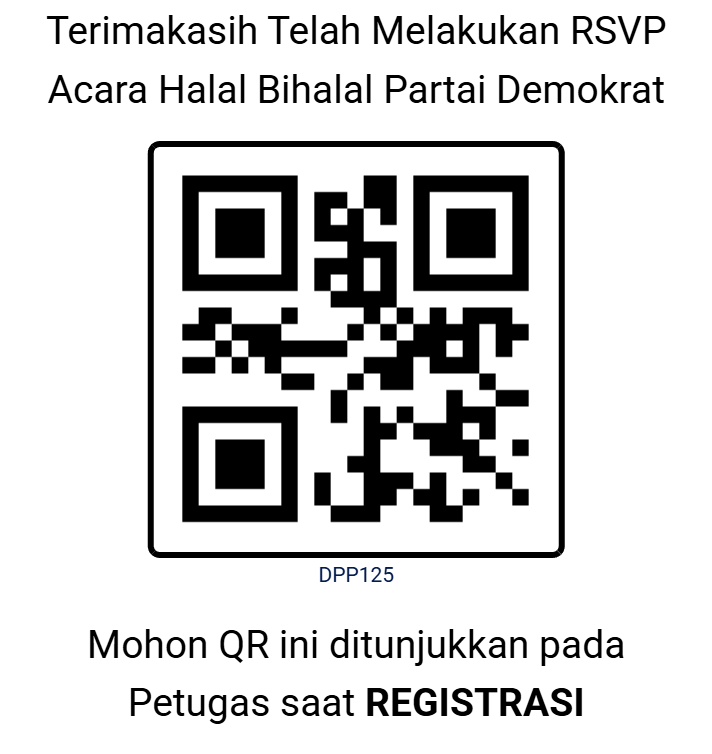 Terimakasih Telah Melakukan RSVP
Acara Halal Bihalal Partai Demokrat
DPP125
Mohon QR ini ditunjukkan pada
Petugas saat REGISTRASI